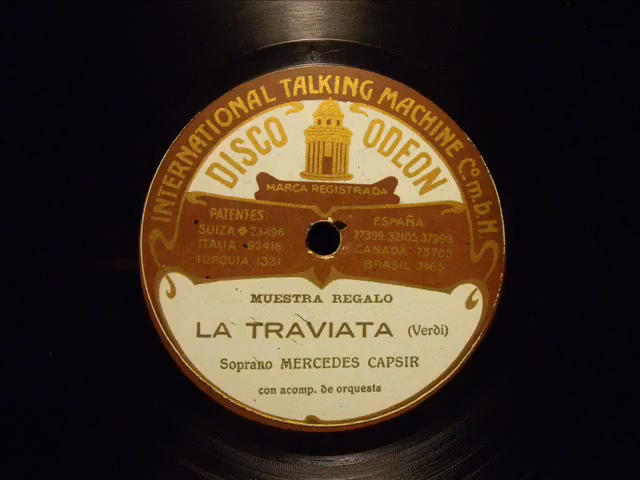 INTERNATIONAL TALKING MACHINE Co m.b.H.
DISCO ODEON
MARCA REGISTRADA
PATENTES:
SUIZA 23496
ITALIA 92416
TURQUIA 1331
ESPAÑA
27399, 32105, 37999
CANADA 75705
BRASIL 3465
MUESTRA REGALO
LA TRAVIATA (Verdi)
Soprano MERCEDES CAPSIR
con acomp. de orquesta